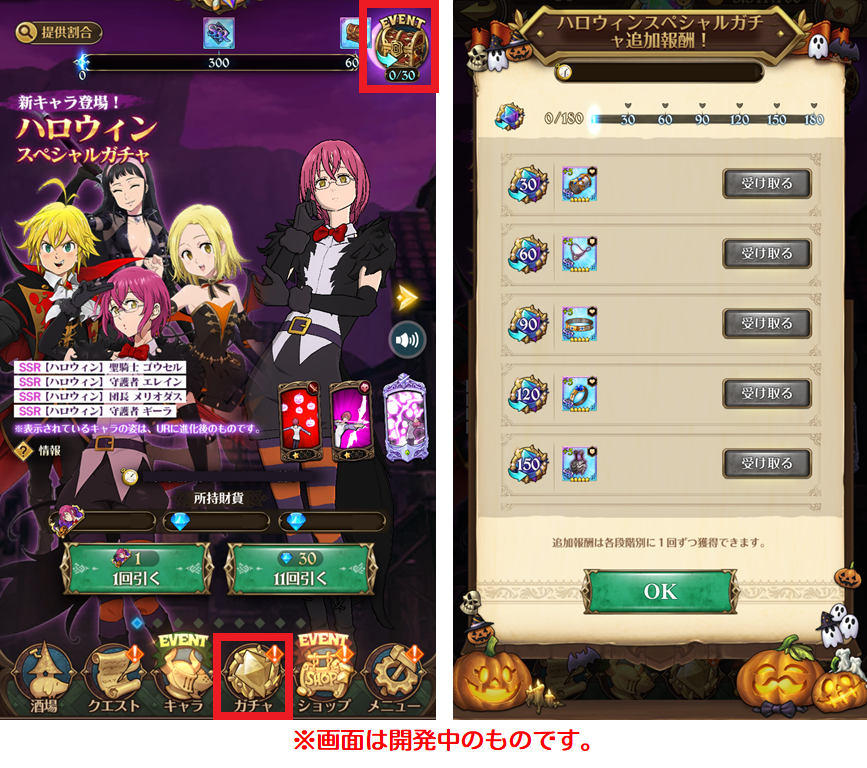 提供割合
0
300
60
EVENT
0/30
新キャラ登場！
ハロウィン
スペシャルガチャ
SSR【ハロウィン】聖騎士 ゴウセル
SSR【ハロウィン】守護者 エレイン
SSR【ハロウィン】団長 メリオダス
SSR【ハロウィン】守護者 ギーラ
※表示されているキャラの姿は、URに進化後のものです。
? 情報
所持財貨
1
1回引く
30
11回引く
酒場
クエスト
EVENT
キャラ
ガチャ
EVENT
SHOP
ショップ
メニュー
ハロウィンスペシャルガチ
ャ追加報酬！
0/180
30
60
90
120
150
180
30
受け取る
60
受け取る
90
受け取る
120
受け取る
150
受け取る
追加報酬は各段階別に1回ずつ獲得できます。
OK
※画面は開発中のものです。